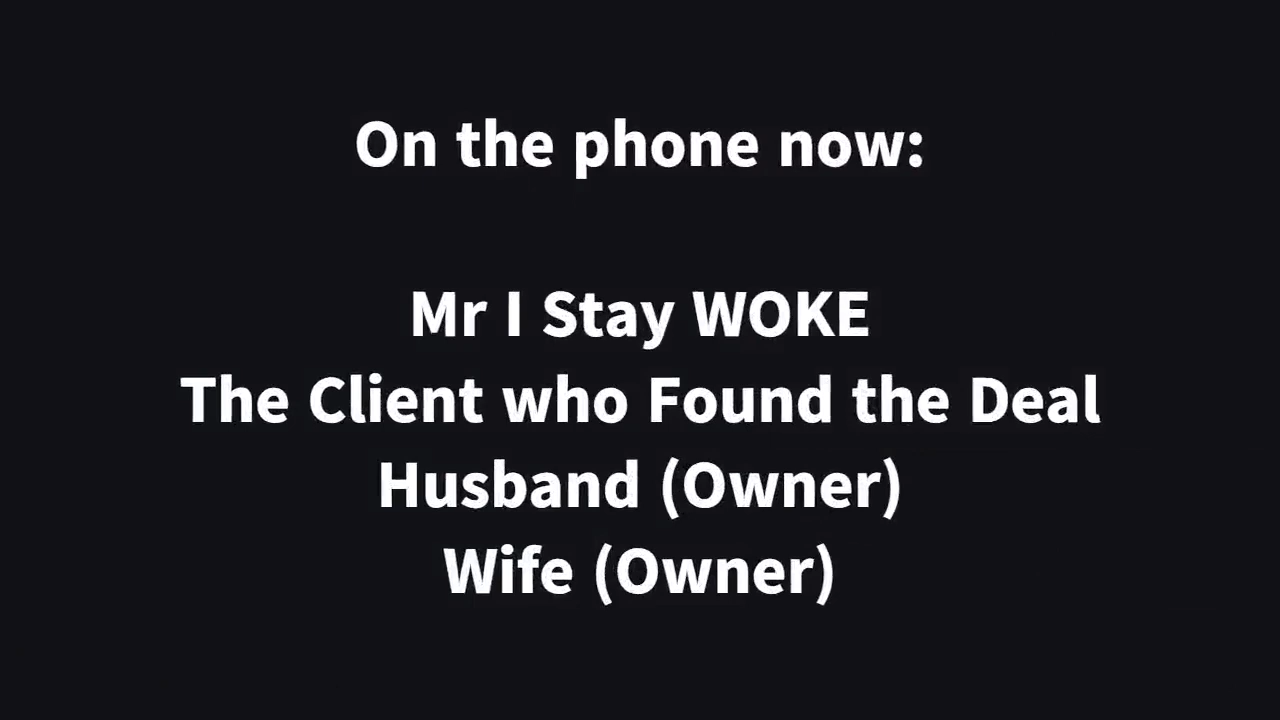 On the phone now:
Mr I Stay WOKE
The Client who Found the Deal
Husband (Owner)
Wife (Owner)